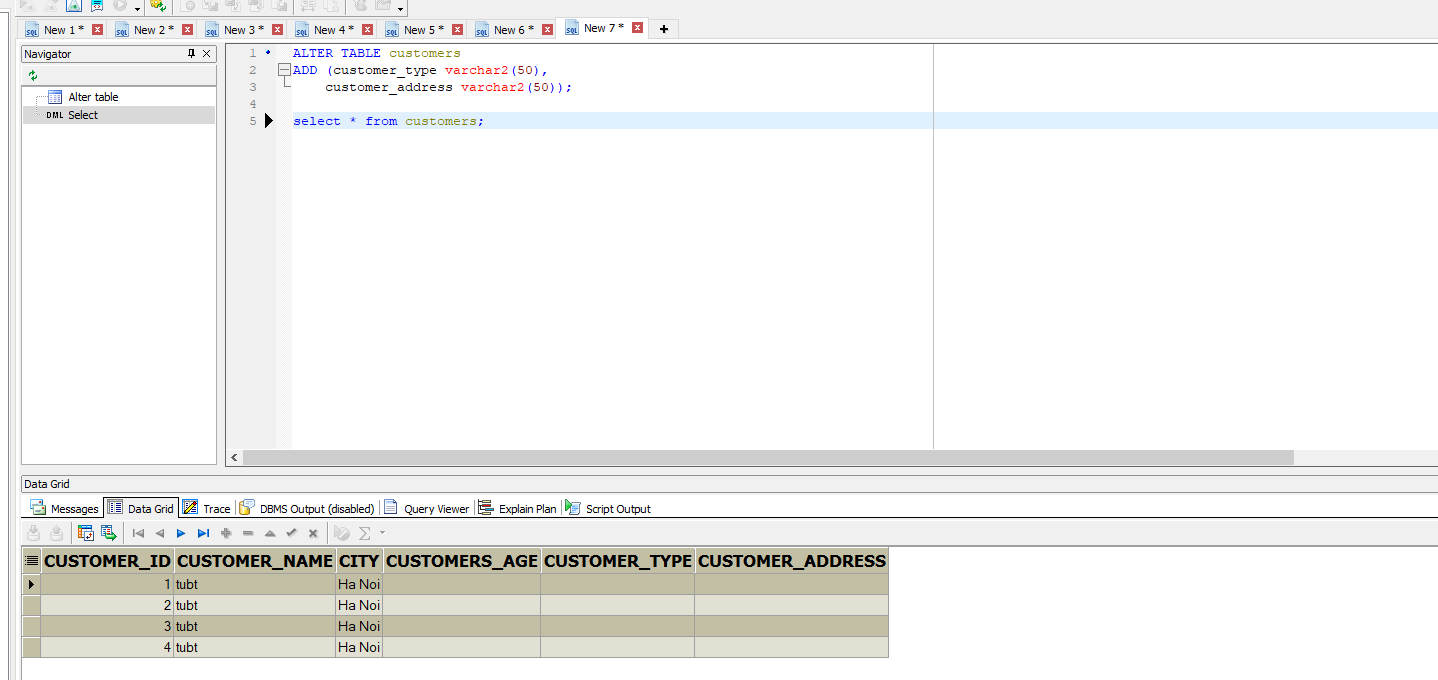 New 1 * New 2 * New 3 * New 4 * New 5 * New 6 * New 7 *
Navigator
Alter table
DML Select
1 ALTER TABLE customers
2 ADD (customer_type varchar2(50),
3 customer_address varchar2(50));
4
5 select * from customers;
Data Grid
Messages Data Grid Trace DBMS Output (disabled) Query Viewer Explain Plan Script Output
CUSTOMER_ID CUSTOMER_NAME CITY CUSTOMERS_AGE CUSTOMER_TYPE CUSTOMER_ADDRESS
1 tubt Ha Noi
2 tubt Ha Noi
3 tubt Ha Noi
4 tubt Ha Noi